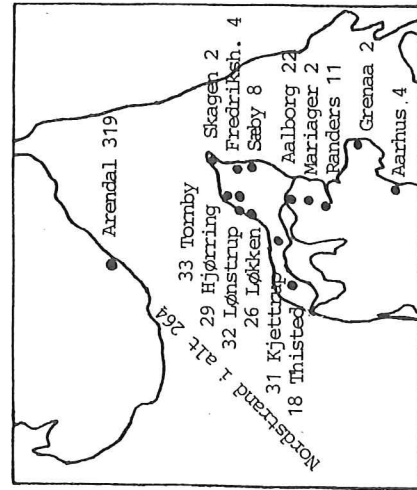 Arendal 319
Skagen 2
Fredriksh. 4
Sæby 8
Aalborg 22
Mariager 2
Randers 11
Grenaa 2
Aarhus 4
33 Tornby
29 Hjørring
32 Lønstrup
26 Løkken
31 Kjettrup
18 Thisted
Nordstrand i alt 264